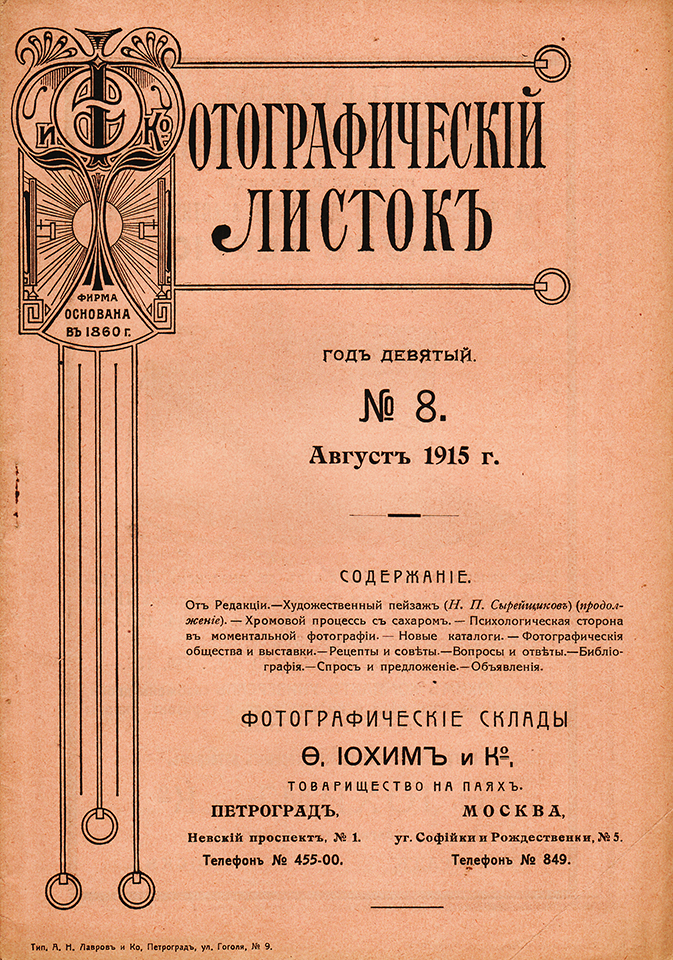 И Ко
ФОТОГРАФИЧЕСКІЙ
ЛИСТОКЪ
ФИРМА
ОСНОВАНА
ВЪ 1860 г.
ГОДЪ ДЕВЯТЫЙ.
№ 8.
Августъ 1915 г.
СОДЕРЖАНІЕ.
Отъ Редакціи.—Художественный пейзажъ (Н. П. Сырейщиковъ) (продол-
женіе). — Хромовой процессъ съ сахаромъ. — Психологическая сторона
въ моментальной фотографіи. — Новые каталоги. — Фотографическія
общества и выставки.—Рецепты и совѣты.—Вопросы и отвѣты.—Библіо-
графія.—Спросъ и предложеніе.—Объявленія.
ФОТОГРАФИЧЕСКІЕ СКЛАДЫ
Ѳ. ІОХИМЪ и Ко.,
ТОВАРИЩЕСТВО НА ПАЯХЪ.
ПЕТРОГРАДЪ,
Невскій проспектъ, № 1.
Телефонъ № 455-00.
МОСКВА,
уг. Софійки и Рождественки, № 5.
Телефонъ № 849.
Тип. А. Н. Лавровъ и Ко, Петроградъ, ул. Гоголя, № 9.